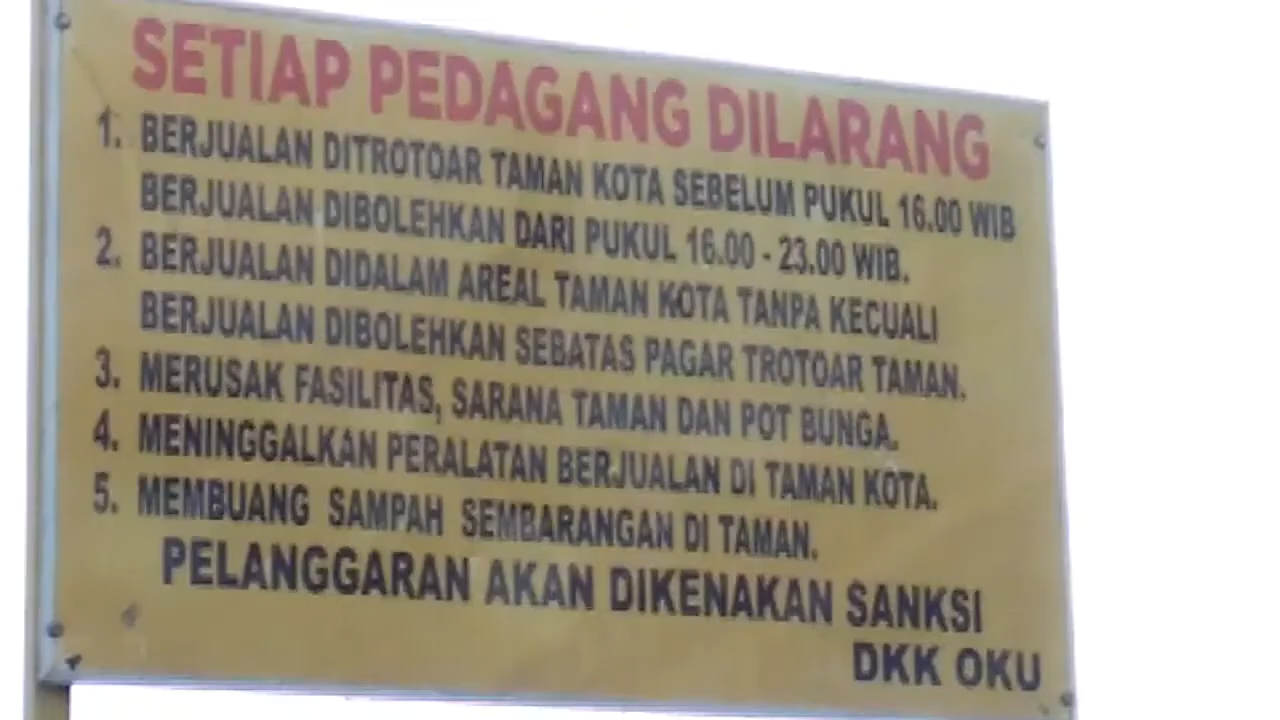 SETIAP PEDAGANG DILARANG
1. BERJUALAN DITROTOAR TAMAN KOTA SEBELUM PUKUL 16.00 WIB
BERJUALAN DIBOLEHKAN DARI PUKUL 16.00 - 23.00 WIB.
2. BERJUALAN DIDALAM AREAL TAMAN KOTA TANPA KECUALI
BERJUALAN DIBOLEHKAN SEBATAS PAGAR TROTOAR TAMAN.
3. MERUSAK FASILITAS, SARANA TAMAN DAN POT BUNGA.
4. MENINGGALKAN PERALATAN BERJUALAN DI TAMAN KOTA.
5. MEMBUANG SAMPAH SEMBARANGAN DI TAMAN.
PELANGGARAN AKAN DIKENAKAN SANKSI
DKK OKU